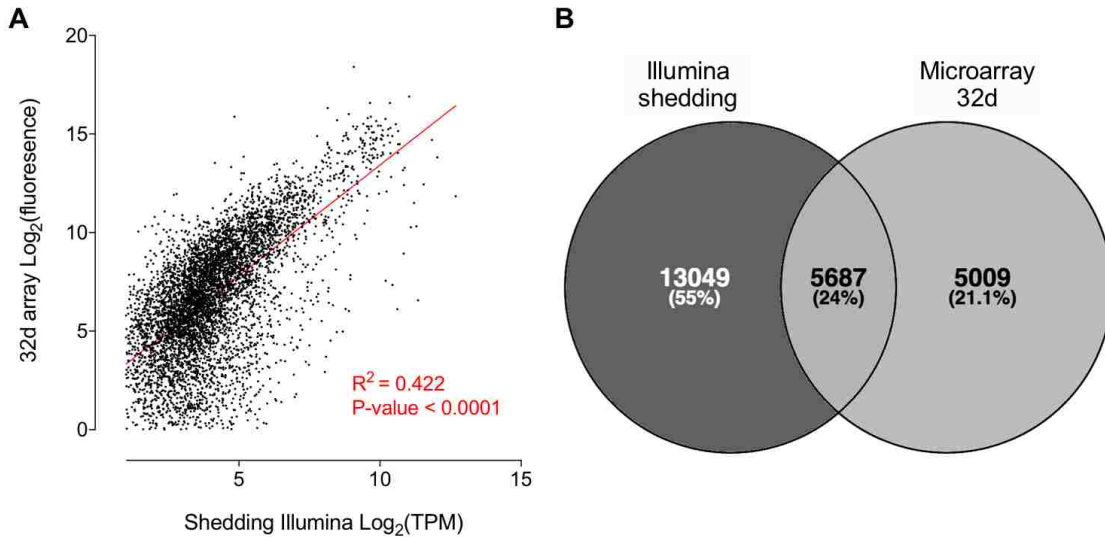 A
20
15
10
5
0
32d array Log2(fluoresence)
R2 = 0.422
P-value < 0.0001
5
10
15
Shedding Illumina Log2(TPM)
B
Illumina
shedding
Microarray
32d
13049
(55%)
5687
(24%)
5009
(21.1%)